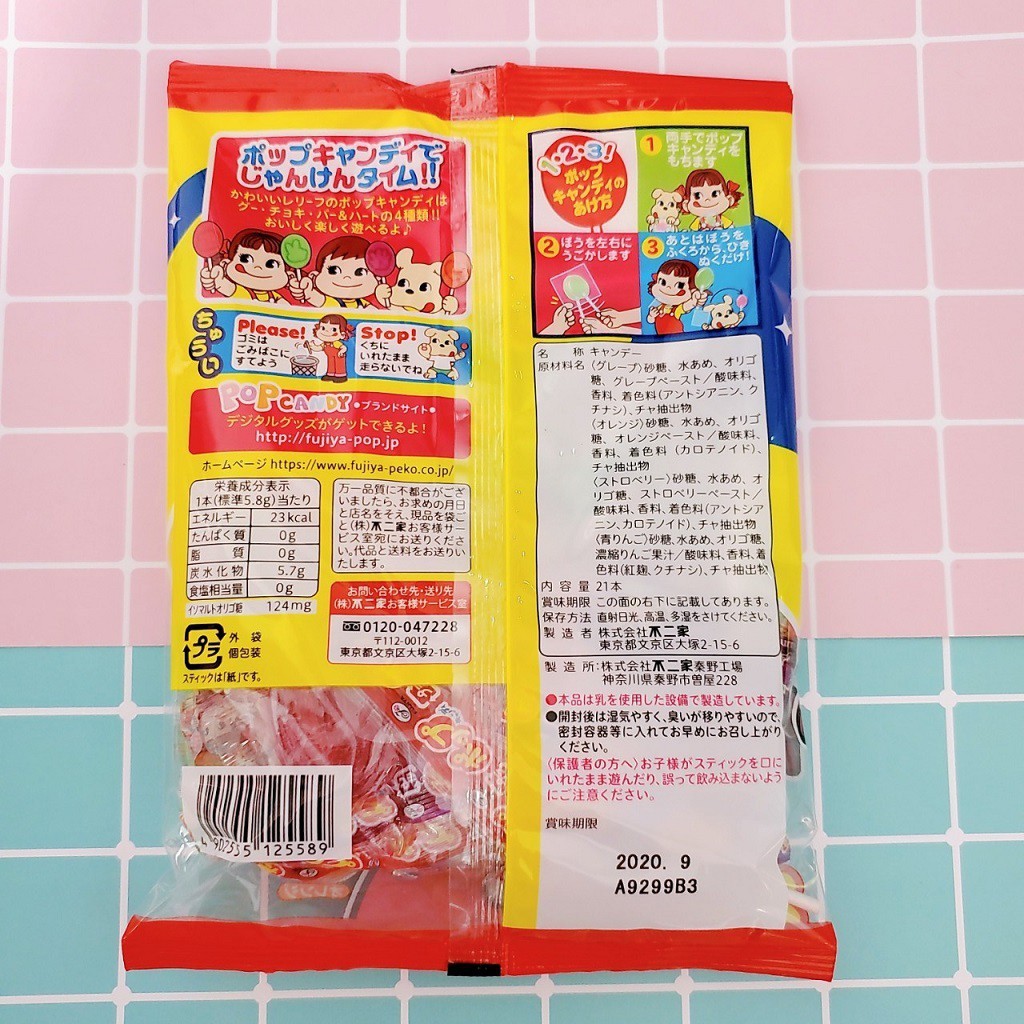 ポップキャンディで
じゃんけんタイム!!
かわいいレリーフのポップキャンディは
グー・チョキ・パー&ハートの4種類!!
おいしく楽しく遊べるよ♪
ちゅうい
Please!
ゴミは
ごみばこに
すてよう
Stop!
くちに
いれたまま
走らないでね
POP CANDY ●ブランドサイト●
デジタルグッズがゲットできるよ!
http://fujiya-pop.jp
ホームページ https://www.fujiya-peko.co.jp/
栄養成分表示
1本(標準5.8g)当たり
エネルギー 23kcal
たんぱく質 0g
脂質 0g
炭水化物 5.7g
食塩相当量 0g
イソマルトオリゴ糖 124mg
万一品質に不都合がござ
いましたら、お求めの月日
と店名をそえ、現品を袋ご
と(株)不二家お客様サー
ビス室宛にお送りくださ
い。代品と送料をお送りい
たします。
お問い合わせ先・送り先
(株)不二家お客様サービス室
0120-047228
〒112-0012
東京都文京区大塚2-15-6
プラ
外袋
個包装
スティックは「紙」です。
4 902555 125589
1・2・3!
ポップ
キャンディの
あけ方
1 両手でポップ
キャンディを
もちます
2 ぼうを左右に
うごかします
3 あとはぼうを
ふくろから、ひき
ぬくだけ!
名称 キャンデー
原材料名 〈グレープ〉砂糖、水あめ、オリゴ
糖、グレープペースト/酸味料、
香料、着色料(アントシアニン、ク
チナシ)、チャ抽出物
〈オレンジ〉砂糖、水あめ、オリゴ
糖、オレンジペースト/酸味料、
香料、着色料(カロテノイド)、
チャ抽出物
〈ストロベリー〉砂糖、水あめ、オ
リゴ糖、ストロベリーペースト/
酸味料、香料、着色料(アントシア
ニン、カロテノイド)、チャ抽出物
〈青りんご〉砂糖、水あめ、オリゴ糖、
濃縮りんご果汁/酸味料、香料、着
色料(紅麹、クチナシ)、チャ抽出物
内容量 21本
賞味期限 この面の右下に記載してあります。
保存方法 直射日光、高温、多湿をさけてください。
製造者 株式会社不二家
東京都文京区大塚2-15-6
製造所:株式会社不二家秦野工場
神奈川県秦野市曽屋228
●本品は乳を使用した設備で製造しています。
●開封後は湿気やすく、臭いが移りやすいので、
密封容器等に入れてお早めにお召し上がり
ください。
〈保護者の方へ〉お子様がスティックを口に
いれたまま遊んだり、誤って飲み込まないよう
にご注意ください。
賞味期限
2020. 9
A9299B3